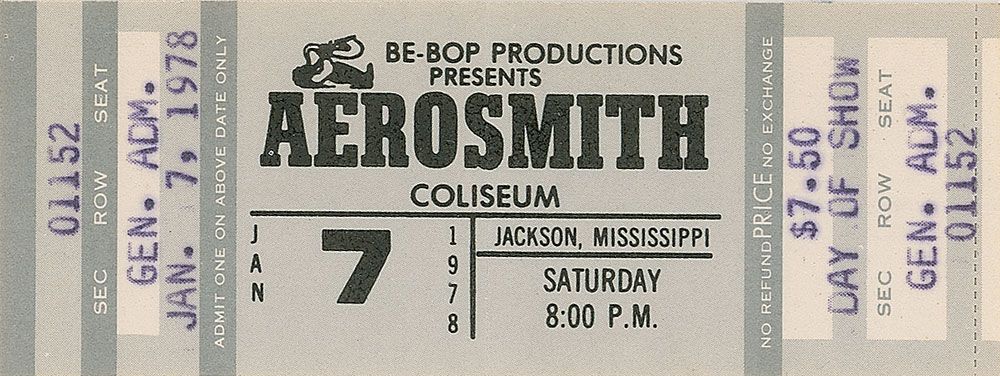 01152
SEC ROW SEAT
GEN. ADM.
JAN. 7, 1978
ADMIT ONE ON ABOVE DATE ONLY
BE-BOP PRODUCTIONS
PRESENTS
AEROSMITH
COLISEUM
JAN
7
1978
JACKSON, MISSISSIPPI
SATURDAY
8:00 P.M.
NO REFUND PRICE NO EXCHANGE
$7.50
DAY OF SHOW
SEC ROW SEAT
GEN. ADM.
01152